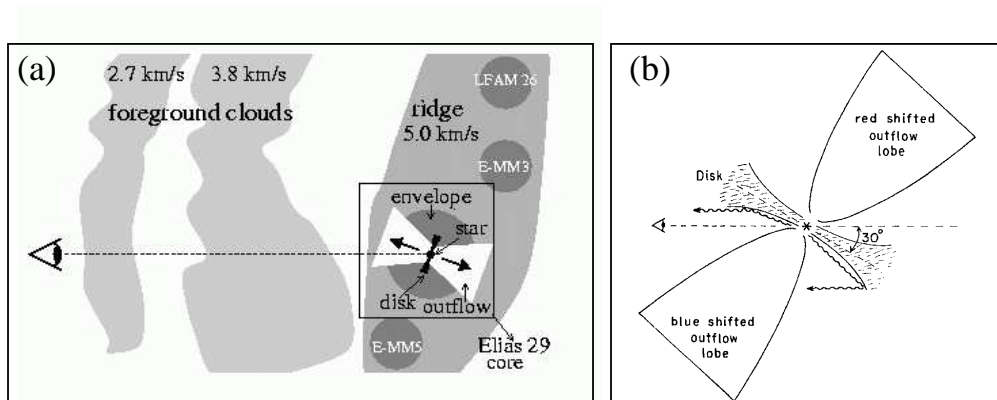 (a)
2.7 km/s 3.8 km/s
foreground clouds
ridge
5.0 km/s
LFAM 26
E-MM3
envelope
star
disk
outflow
E-MM5
Elias 29
core
(b)
red shifted
outflow
lobe
Disk
30°
blue shifted
outflow
lobe